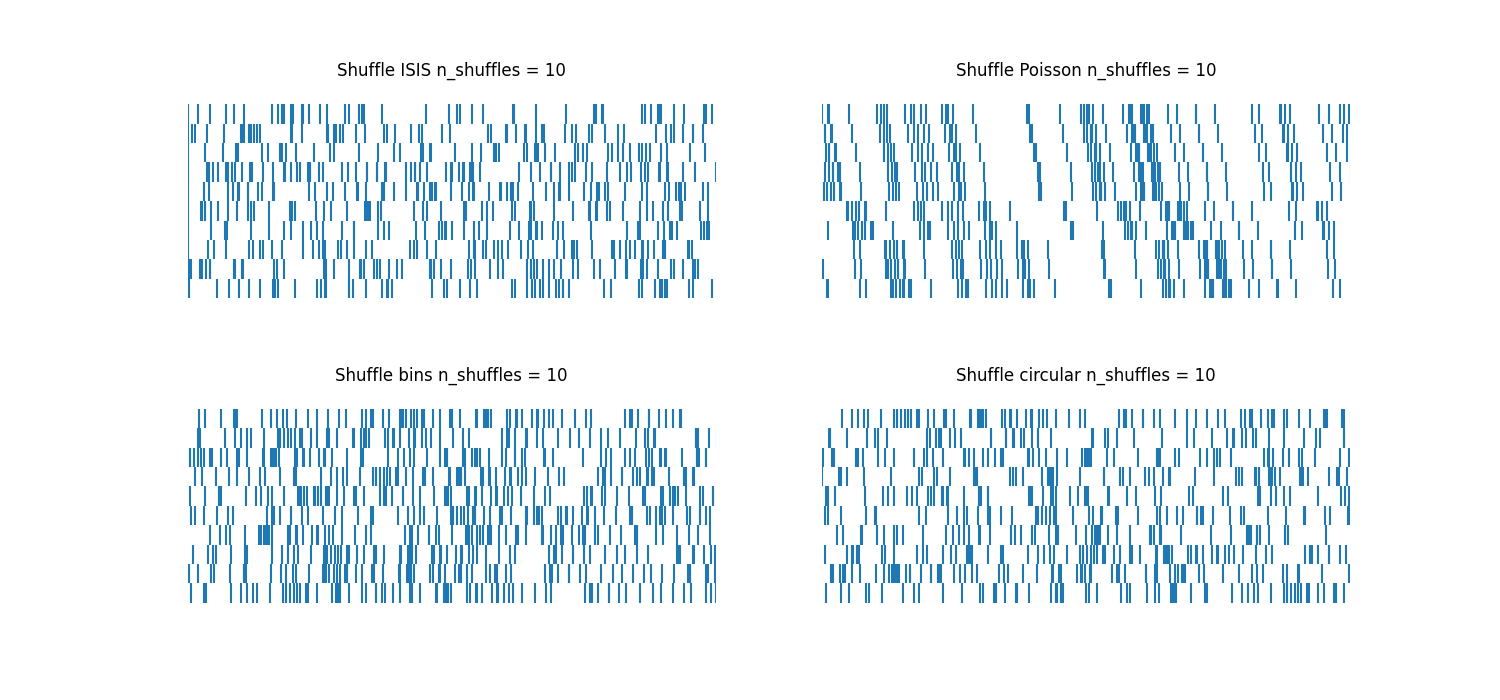 Shuffle ISIS n_shuffles = 10
Shuffle Poisson n_shuffles = 10
Shuffle bins n_shuffles = 10
Shuffle circular n_shuffles = 10